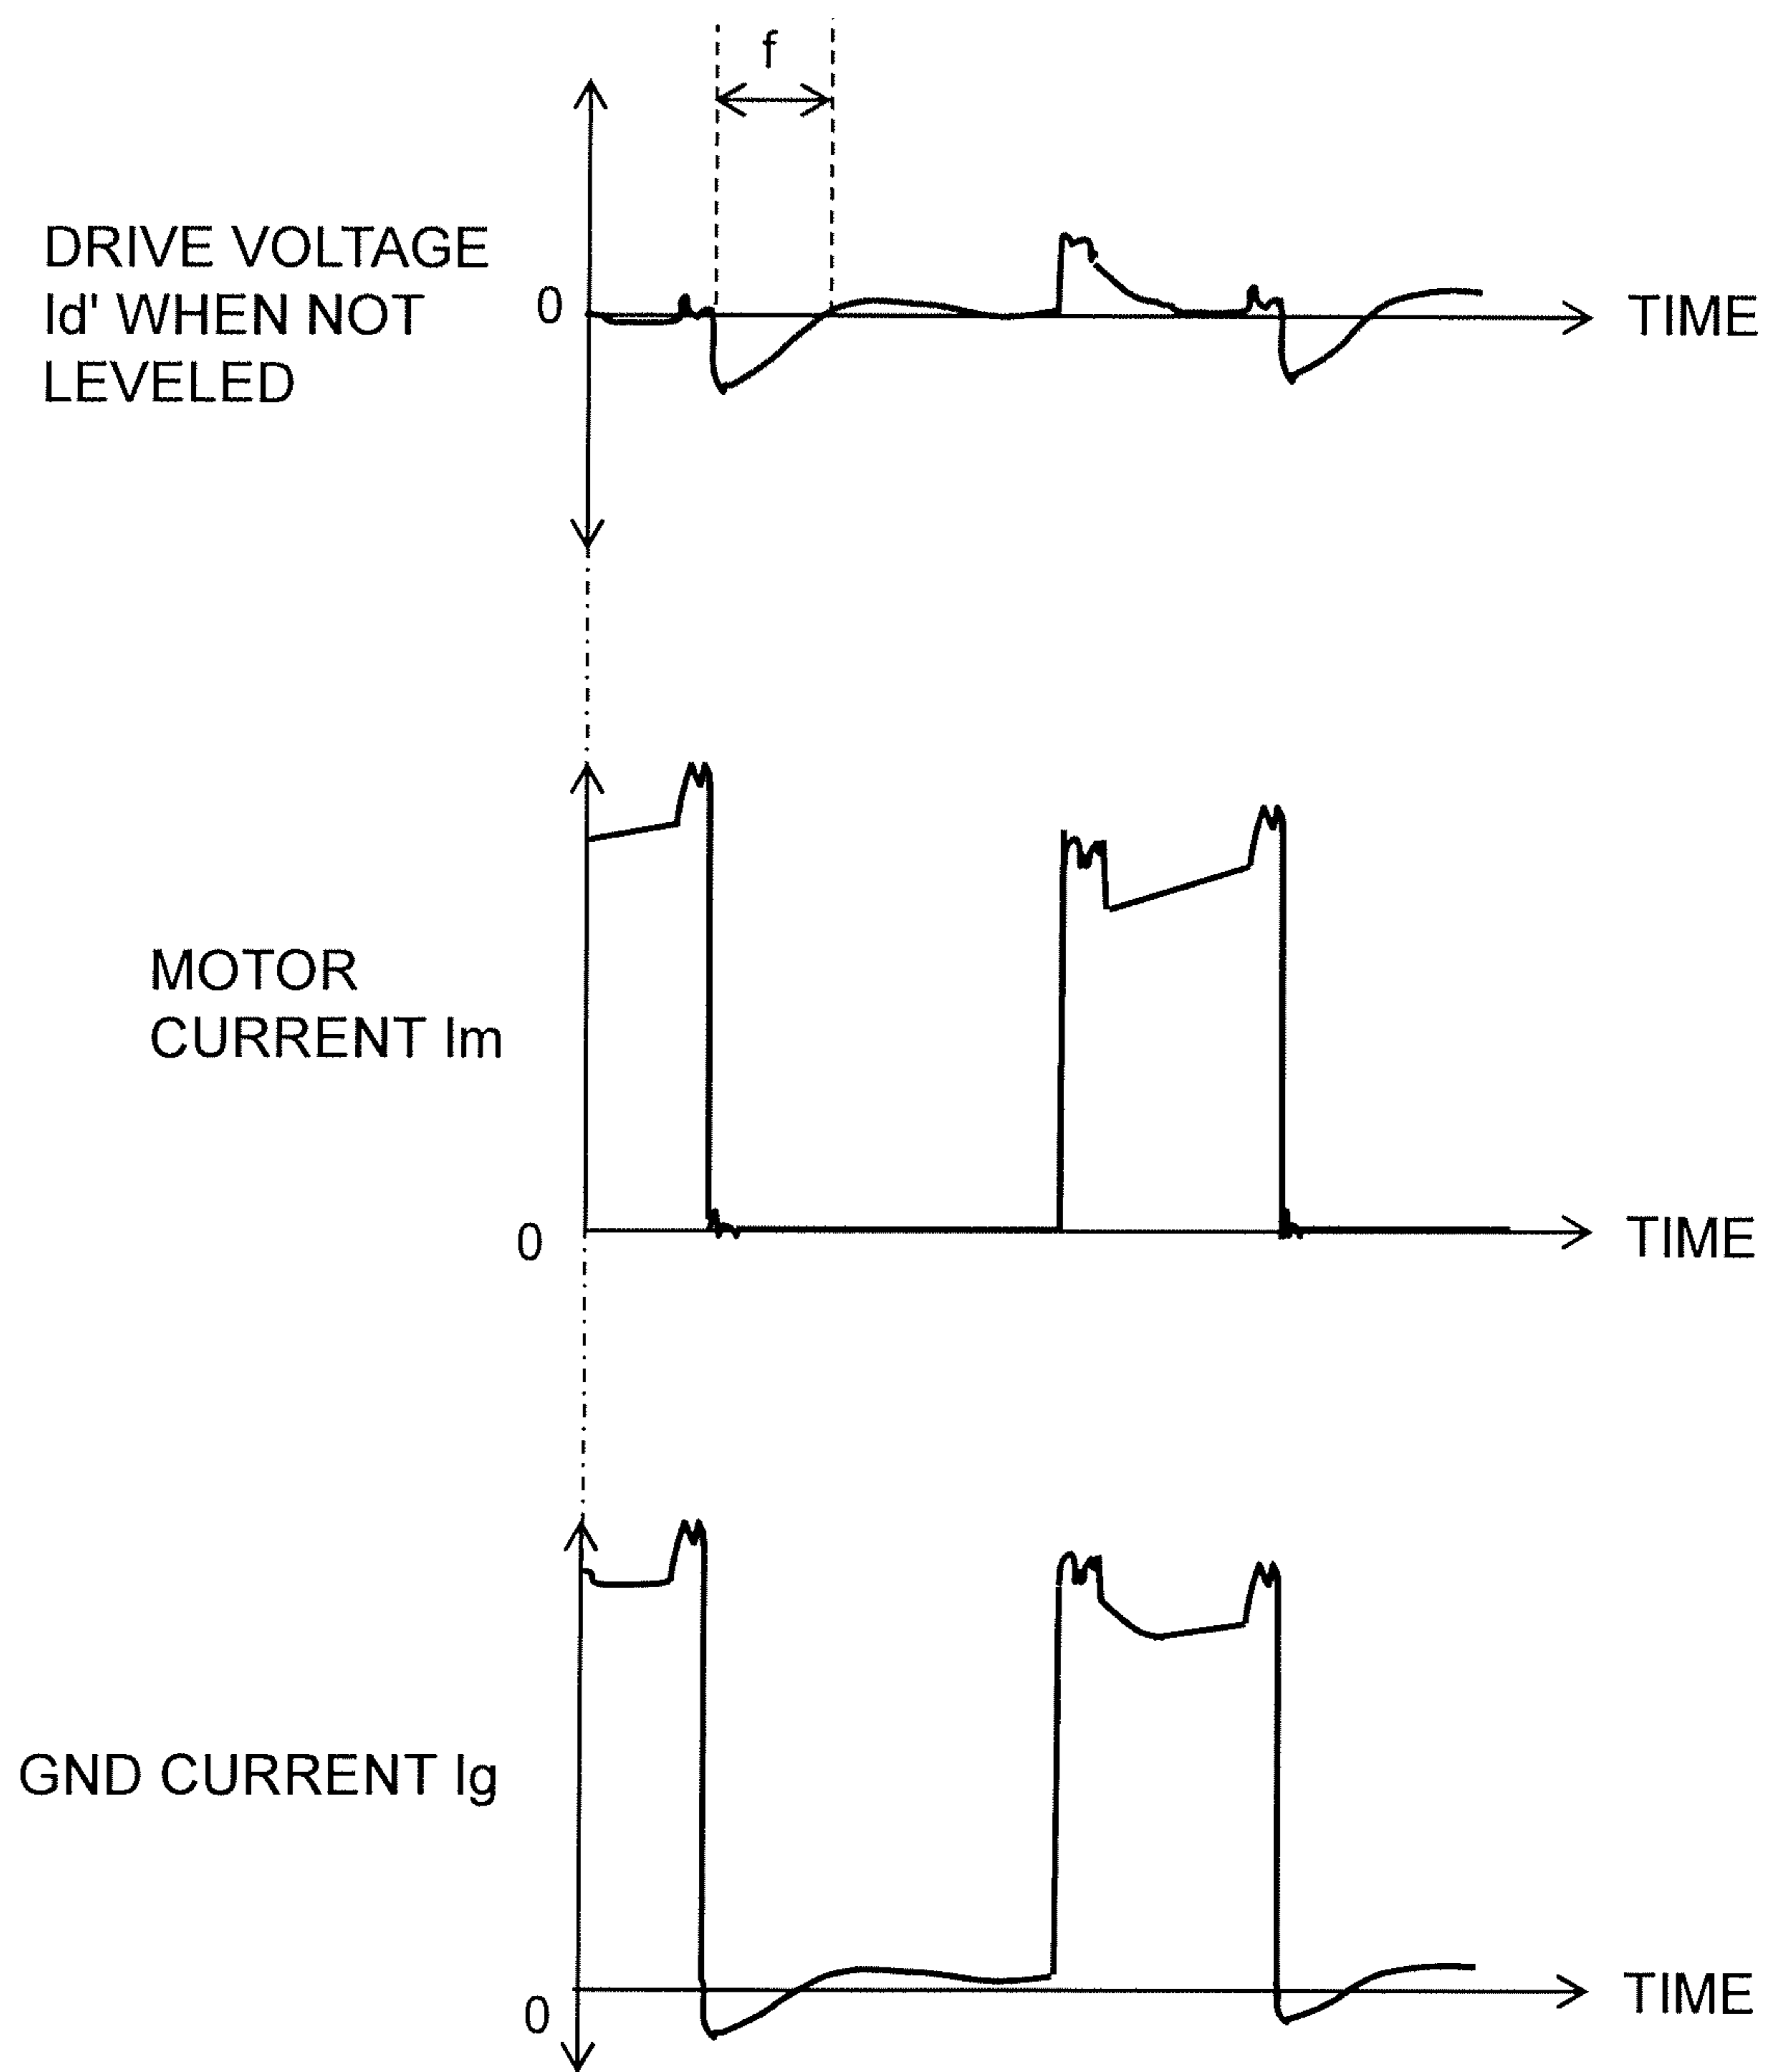 f
DRIVE VOLTAGE
Id' WHEN NOT
LEVELED
0
TIME
MOTOR
CURRENT Im
0
TIME
GND CURRENT Ig
0
TIME